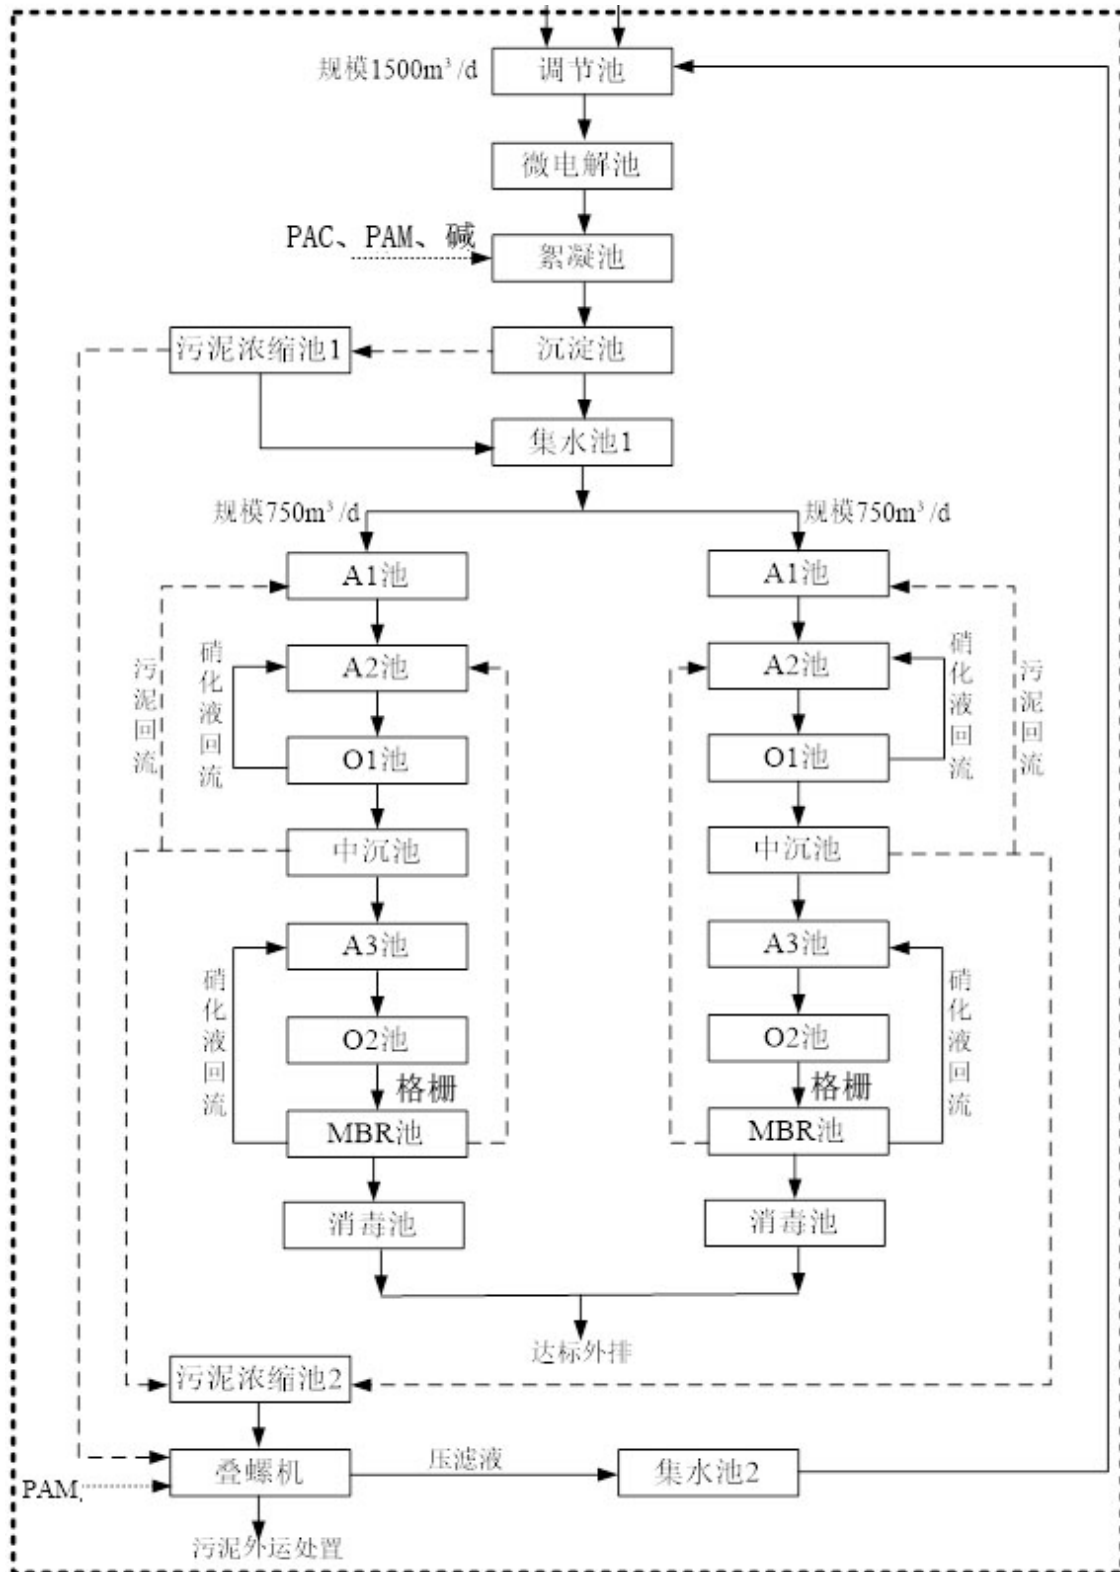 规模1500m³/d
调节池
微电解池
PAC、PAM、碱
絮凝池
污泥浓缩池1
沉淀池
集水池1
规模750m³/d
规模750m³/d
A1池
A1池
污泥回流
硝化液回流
A2池
A2池
硝化液回流
污泥回流
O1池
O1池
中沉池
中沉池
硝化液回流
A3池
A3池
硝化液回流
O2池
O2池
格栅
格栅
MBR池
MBR池
消毒池
消毒池
达标外排
污泥浓缩池2
叠螺机
压滤液
集水池2
PAM,
污泥外运处置